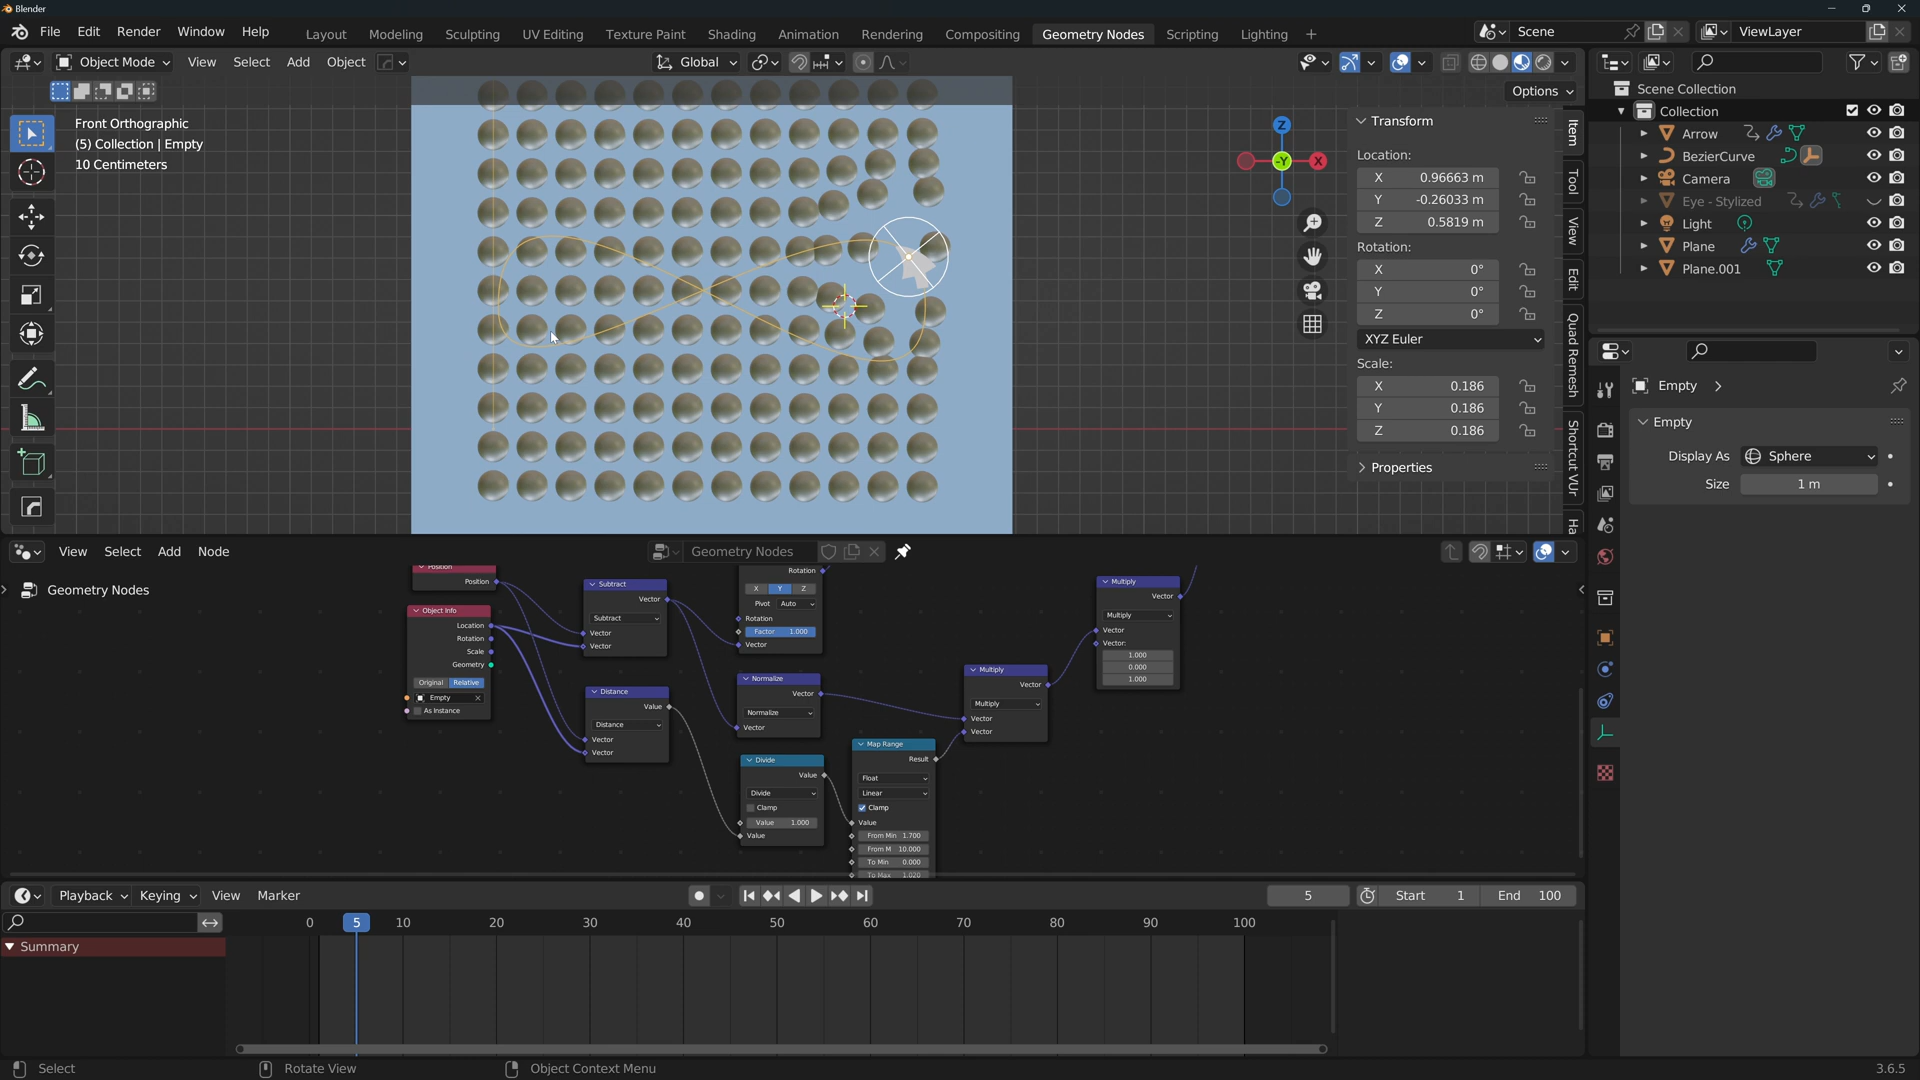 Blender
File Edit Render Window Help
Layout Modeling Sculpting UV Editing Texture Paint Shading Animation Rendering Compositing Geometry Nodes Scripting Lighting +
Scene
ViewLayer
Object Mode View Select Add Object
Global
Options
Front Orthographic
(5) Collection | Empty
10 Centimeters
Z
X
-Y
Transform
Location:
X 0.96663 m
Y -0.26033 m
Z 0.5819 m
Rotation:
X 0°
Y 0°
Z 0°
XYZ Euler
Scale:
X 0.186
Y 0.186
Z 0.186
Properties
Item
Tool
View
Edit
Quad Remesh
Shortcut VUr
Ha
Scene Collection
Collection
Arrow
BezierCurve
Camera
Eye - Stylized
Light
Plane
Plane.001
Empty
Empty
Display As Sphere
Size 1 m
View Select Add Node
Geometry Nodes
Geometry Nodes
Position
Position
Object Info
Location
Rotation
Scale
Geometry
Original Relative
Empty
As Instance
Subtract
Vector
Subtract
Vector
Vector
Distance
Value
Distance
Vector
Vector
Rotation
X Y Z
Pivot Auto
Rotation
Factor 1.000
Vector
Normalize
Vector
Normalize
Vector
Divide
Value
Divide
Clamp
Value 1.000
Value
Map Range
Result
Float
Linear
Clamp
Value
From Min 1.700
From M 10.000
To Min 0.000
To Max 1.020
Multiply
Vector
Multiply
Vector
Vector
Multiply
Vector
Multiply
Vector
Vector:
1.000
0.000
1.000
Playback Keying View Marker
5
Start 1
End 100
0 5 10 20 30 40 50 60 70 80 90 100
Summary
Select
Rotate View
Object Context Menu
3.6.5